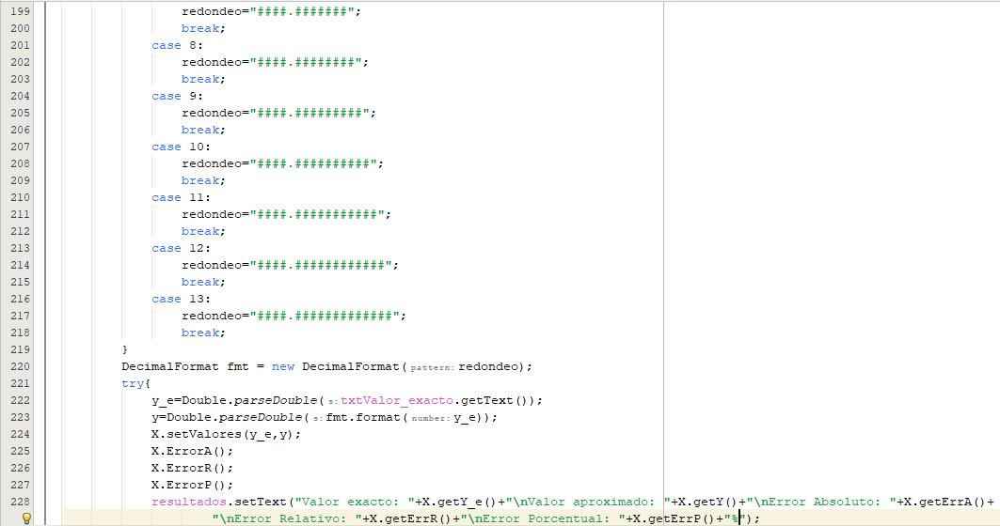 199 redondeo="####.#######";
200 break;
201 case 8:
202 redondeo="####.########";
203 break;
204 case 9:
205 redondeo="####.#########";
206 break;
207 case 10:
208 redondeo="####.##########";
209 break;
210 case 11:
211 redondeo="####.###########";
212 break;
213 case 12:
214 redondeo="####.############";
215 break;
216 case 13:
217 redondeo="####.#############";
218 break;
219 }
220 DecimalFormat fmt = new DecimalFormat( pattern: redondeo);
221 try{
222 y_e=Double.parseDouble( s: txtValor_exacto.getText());
223 y=Double.parseDouble( s: fmt.format( number: y_e));
224 X.setValores(y_e,y);
225 X.ErrorA();
226 X.ErrorR();
227 X.ErrorP();
228 resultados.setText("Valor exacto: "+X.getY_e()+"\nValor aproximado: "+X.getY()+"\nError Absoluto: "+X.getErrA()+
"\nError Relativo: "+X.getErrR()+"\nError Porcentual: "+X.getErrP()+"%");